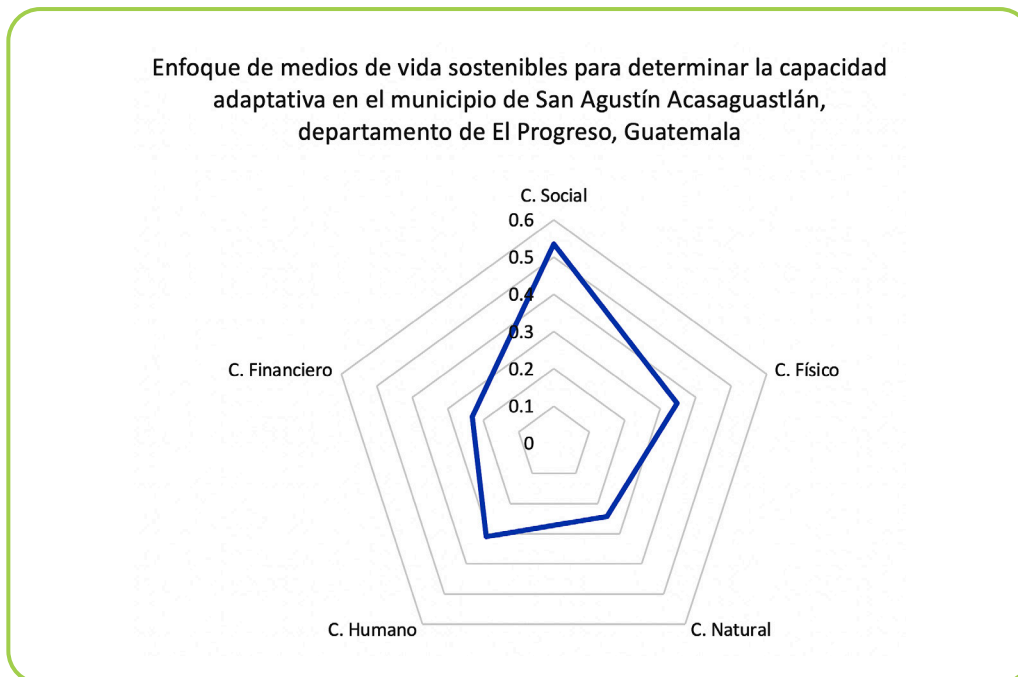 Enfoque de medios de vida sostenibles para determinar la capacidad
adaptativa en el municipio de San Agustín Acasaguastlán,
departamento de El Progreso, Guatemala
C. Social
0.6
0.5
0.4
0.3
0.2
0.1
0
C. Financiero
C. Físico
C. Humano
C. Natural